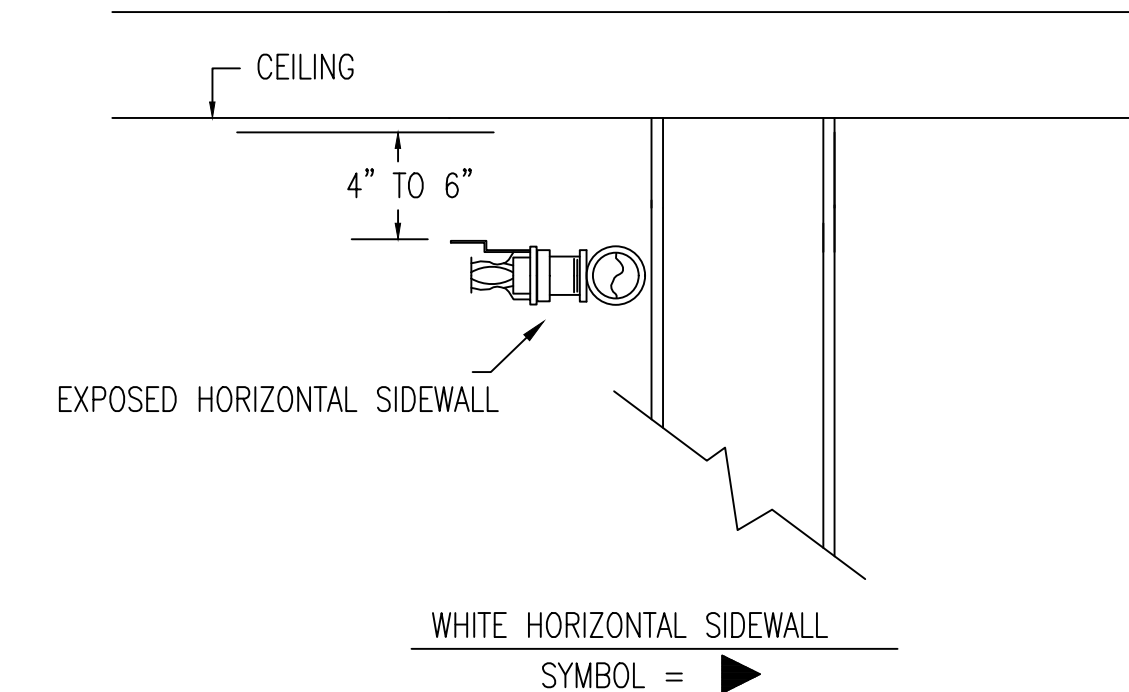 CEILING
4” TO 6”
EXPOSED HORIZONTAL SIDEWALL
WHITE HORIZONTAL SIDEWALL
SYMBOL =